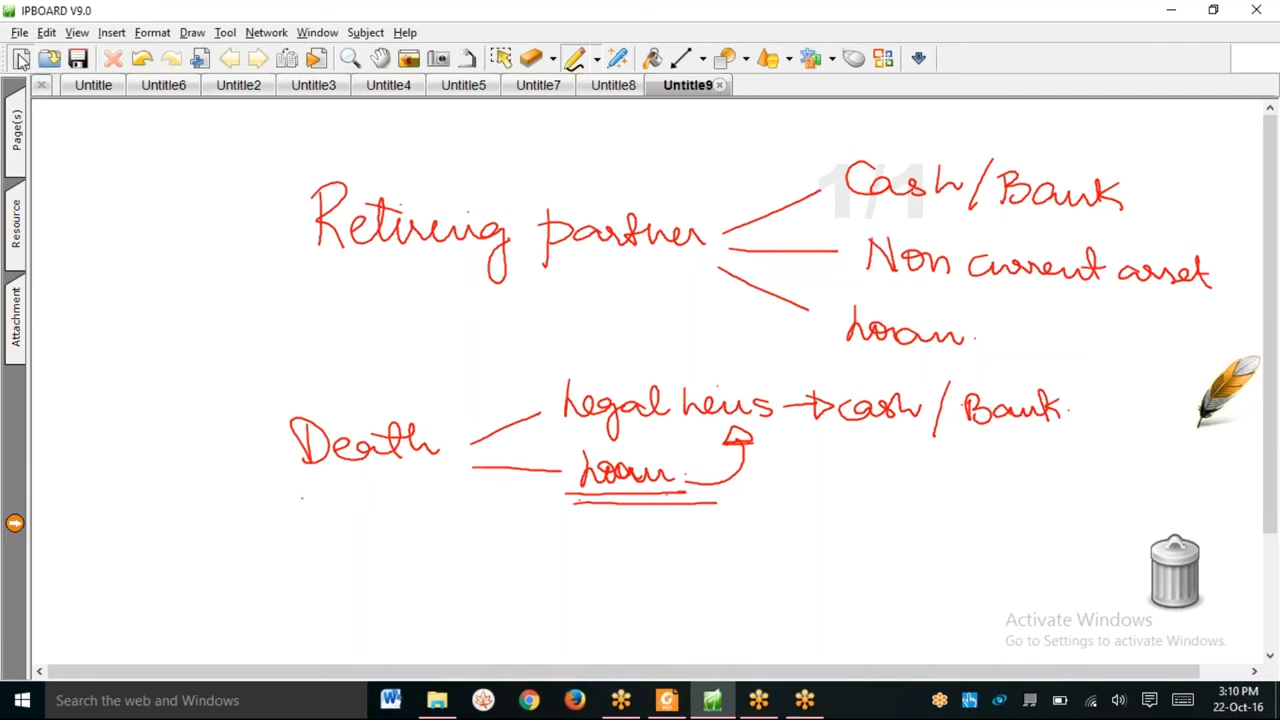 IPBOARD V9.0
File Edit View Insert Format Draw Tool Network Window Subject Help
Untitle Untitle6 Untitle2 Untitle3 Untitle4 Untitle5 Untitle7 Untitle8 Untitle9
Page(s)
Resource
Attachment
1/1
Cash/Bank
Retiring partner
Non current asset
Loan.
Legal heirs → cash/Bank.
Death
Loan
Activate Windows
Go to Settings to activate Windows.
Search the web and Windows
3:10 PM
22-Oct-16